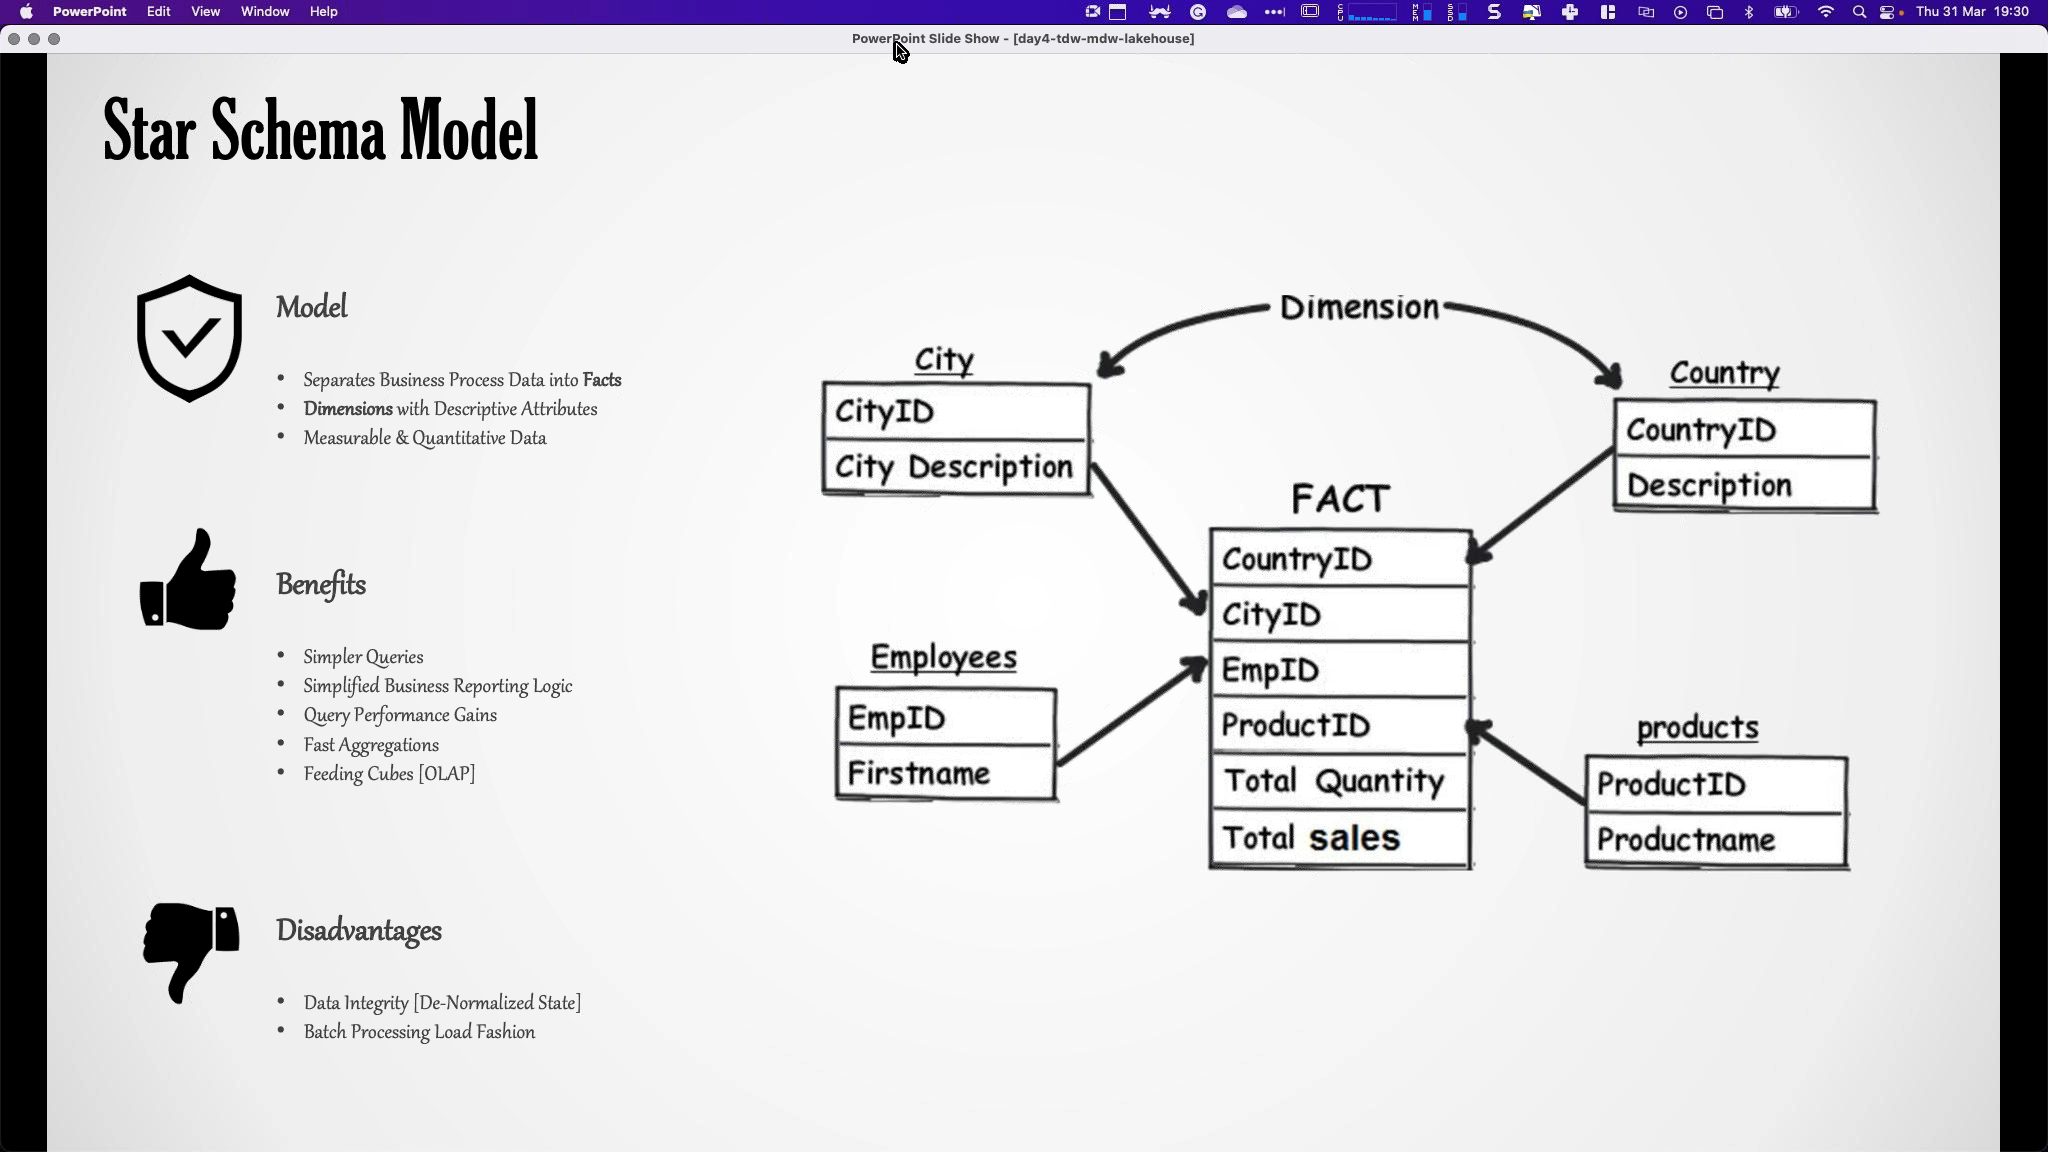 PowerPoint Edit View Window Help
Thu 31 Mar 19:30
PowerPoint Slide Show - [day4-tdw-mdw-lakehouse]
Star Schema Model
Model
• Separates Business Process Data into Facts
• Dimensions with Descriptive Attributes
• Measurable & Quantitative Data
Benefits
• Simpler Queries
• Simplified Business Reporting Logic
• Query Performance Gains
• Fast Aggregations
• Feeding Cubes [OLAP]
Disadvantages
• Data Integrity [De-Normalized State]
• Batch Processing Load Fashion
Dimension
City
CityID
City Description
Country
CountryID
Description
FACT
CountryID
CityID
EmpID
ProductID
Total Quantity
Total sales
Employees
EmpID
Firstname
products
ProductID
Productname